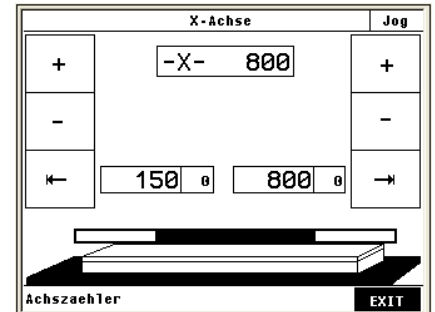 X-Achse Jog
+ -X- 800 +
- -
150 0 800 0
Achszaehler EXIT